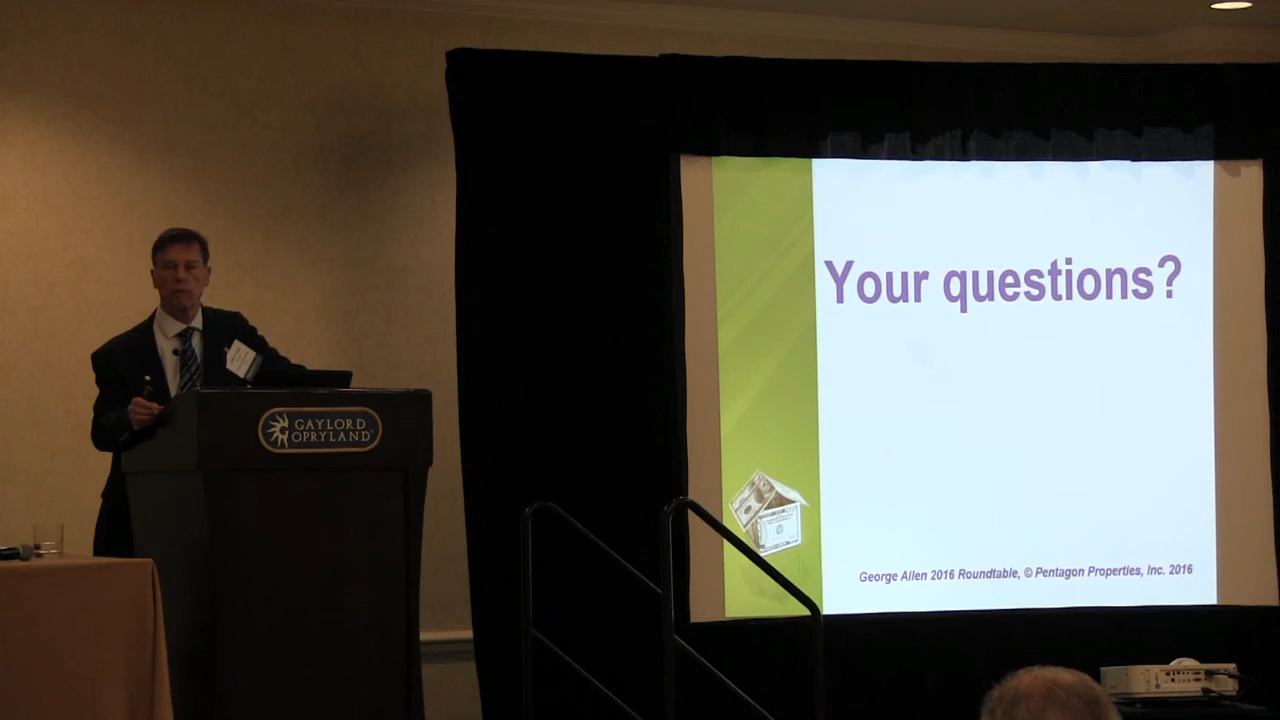 GAYLORD
OPRYLAND
Your questions?
George Allen 2016 Roundtable, © Pentagon Properties, Inc. 2016